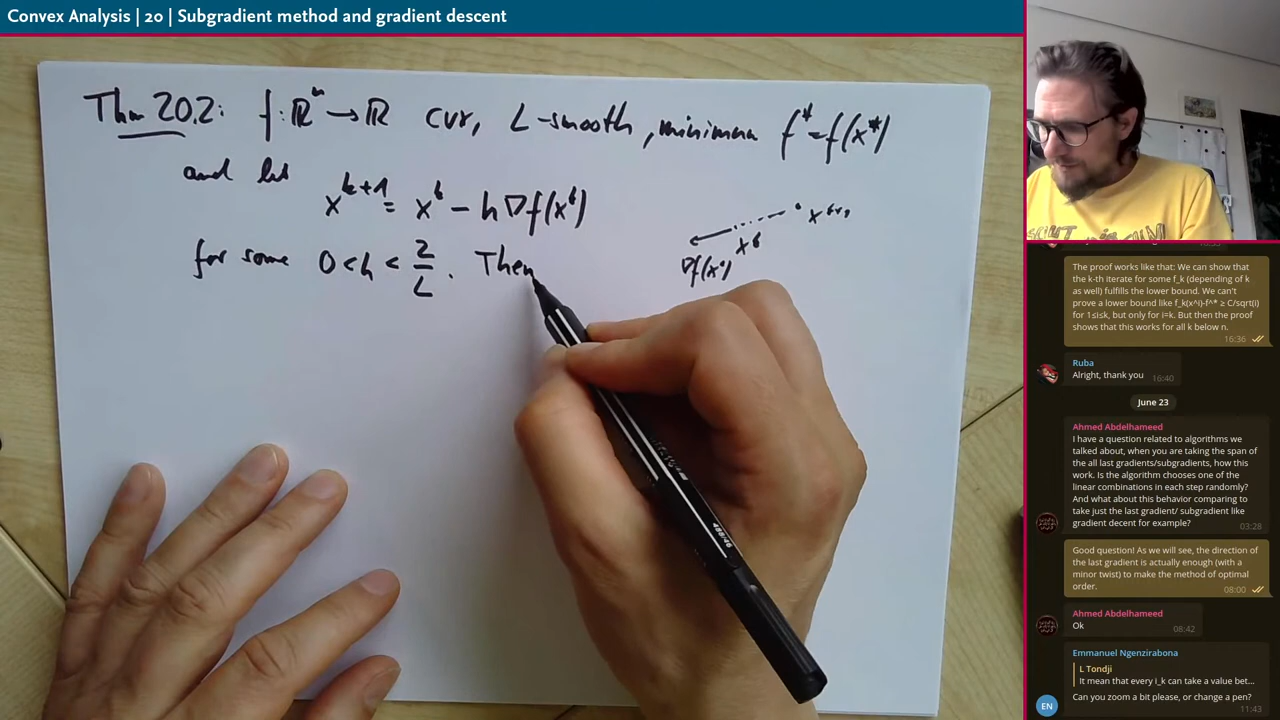 Convex Analysis | 20 | Subgradient method and gradient descent
Thm 20.2: f: ℝⁿ → ℝ cvx, L-smooth, minimum f* = f(x*)
and let
x^{k+1} = x^k - h∇f(x^k)
for some 0 < h < 2/L. Then
x^{k+1}
x^k
∇f(x^k)
The proof works like that: We can show that
the k-th iterate for some f_k (depending of k
as well) fulfills the lower bound. We can't
prove a lower bound like f_k(x^i)-f^* ≥ C/sqrt(i)
for 1≤i≤k, but only for i=k. But then the proof
shows that this works for all k below n.
16:36
Ruba
Alright, thank you 16:40
June 23
Ahmed Abdelhameed
I have a question related to algorithms we
talked about, when you are taking the span of
the all last gradients/subgradients, how this
work. Is the algorithm chooses one of the
linear combinations in each step randomly?
And what about this behavior comparing to
take just the last gradient/ subgradient like
gradient decent for example? 03:28
Good question! As we will see, the direction of
the last gradient is actually enough (with a
minor twist) to make the method of optimal
order. 08:00
Ahmed Abdelhameed
Ok 08:42
Emmanuel Ngenzirabona
L Tondji
It mean that every i_k can take a value bet...
EN Can you zoom a bit please, or change a pen?
11:43